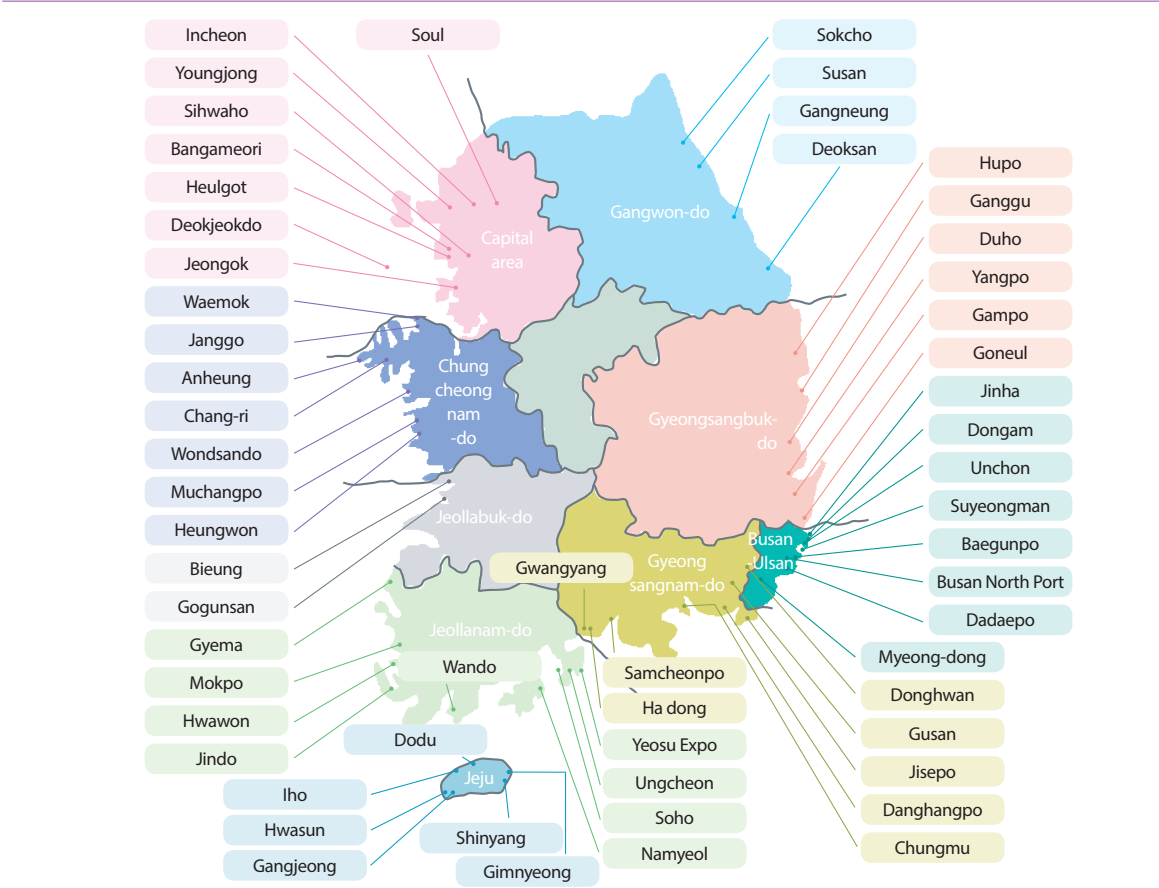 Incheon
Soul
Sokcho
Youngjong
Susan
Sihwaho
Gangneung
Bangameori
Deoksan
Hupo
Heulgot
Ganggu
Gangwon-do
Deokjeokdo
Duho
Capital
area
Jeongok
Yangpo
Waemok
Gampo
Janggo
Goneul
Anheung
Chung
cheong
nam
-do
Jinha
Chang-ri
Gyeongsangbuk-
do
Dongam
Wondsando
Unchon
Muchangpo
Suyeongman
Heungwon
Jeollabuk-do
Busan
-Ulsan
Baegunpo
Bieung
Gwangyang
Gyeong
sangnam-do
Busan North Port
Gogunsan
Dadaepo
Gyema
Jeollanam-do
Myeong-dong
Mokpo
Wando
Samcheonpo
Donghwan
Hwawon
Ha dong
Gusan
Jindo
Dodu
Yeosu Expo
Jisepo
Jeju
Ungcheon
Iho
Danghangpo
Hwasun
Shinyang
Soho
Chungmu
Gangjeong
Gimnyeong
Namyeol